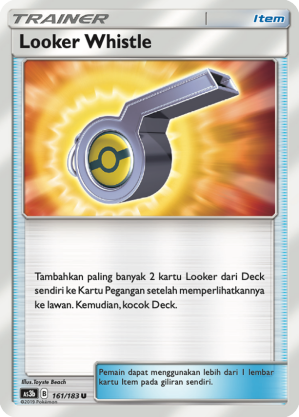 TRAINER Item
Looker Whistle
Tambahkan paling banyak 2 kartu Looker dari Deck
sendiri ke Kartu Pegangan setelah memperlihatkannya
ke lawan. Kemudian, kocok Deck.
Illus.Toyste Beach
AS3b B 161/183 U
©2019 Pokémon
Pemain dapat menggunakan lebih dari 1 lembar
kartu Item pada giliran sendiri.